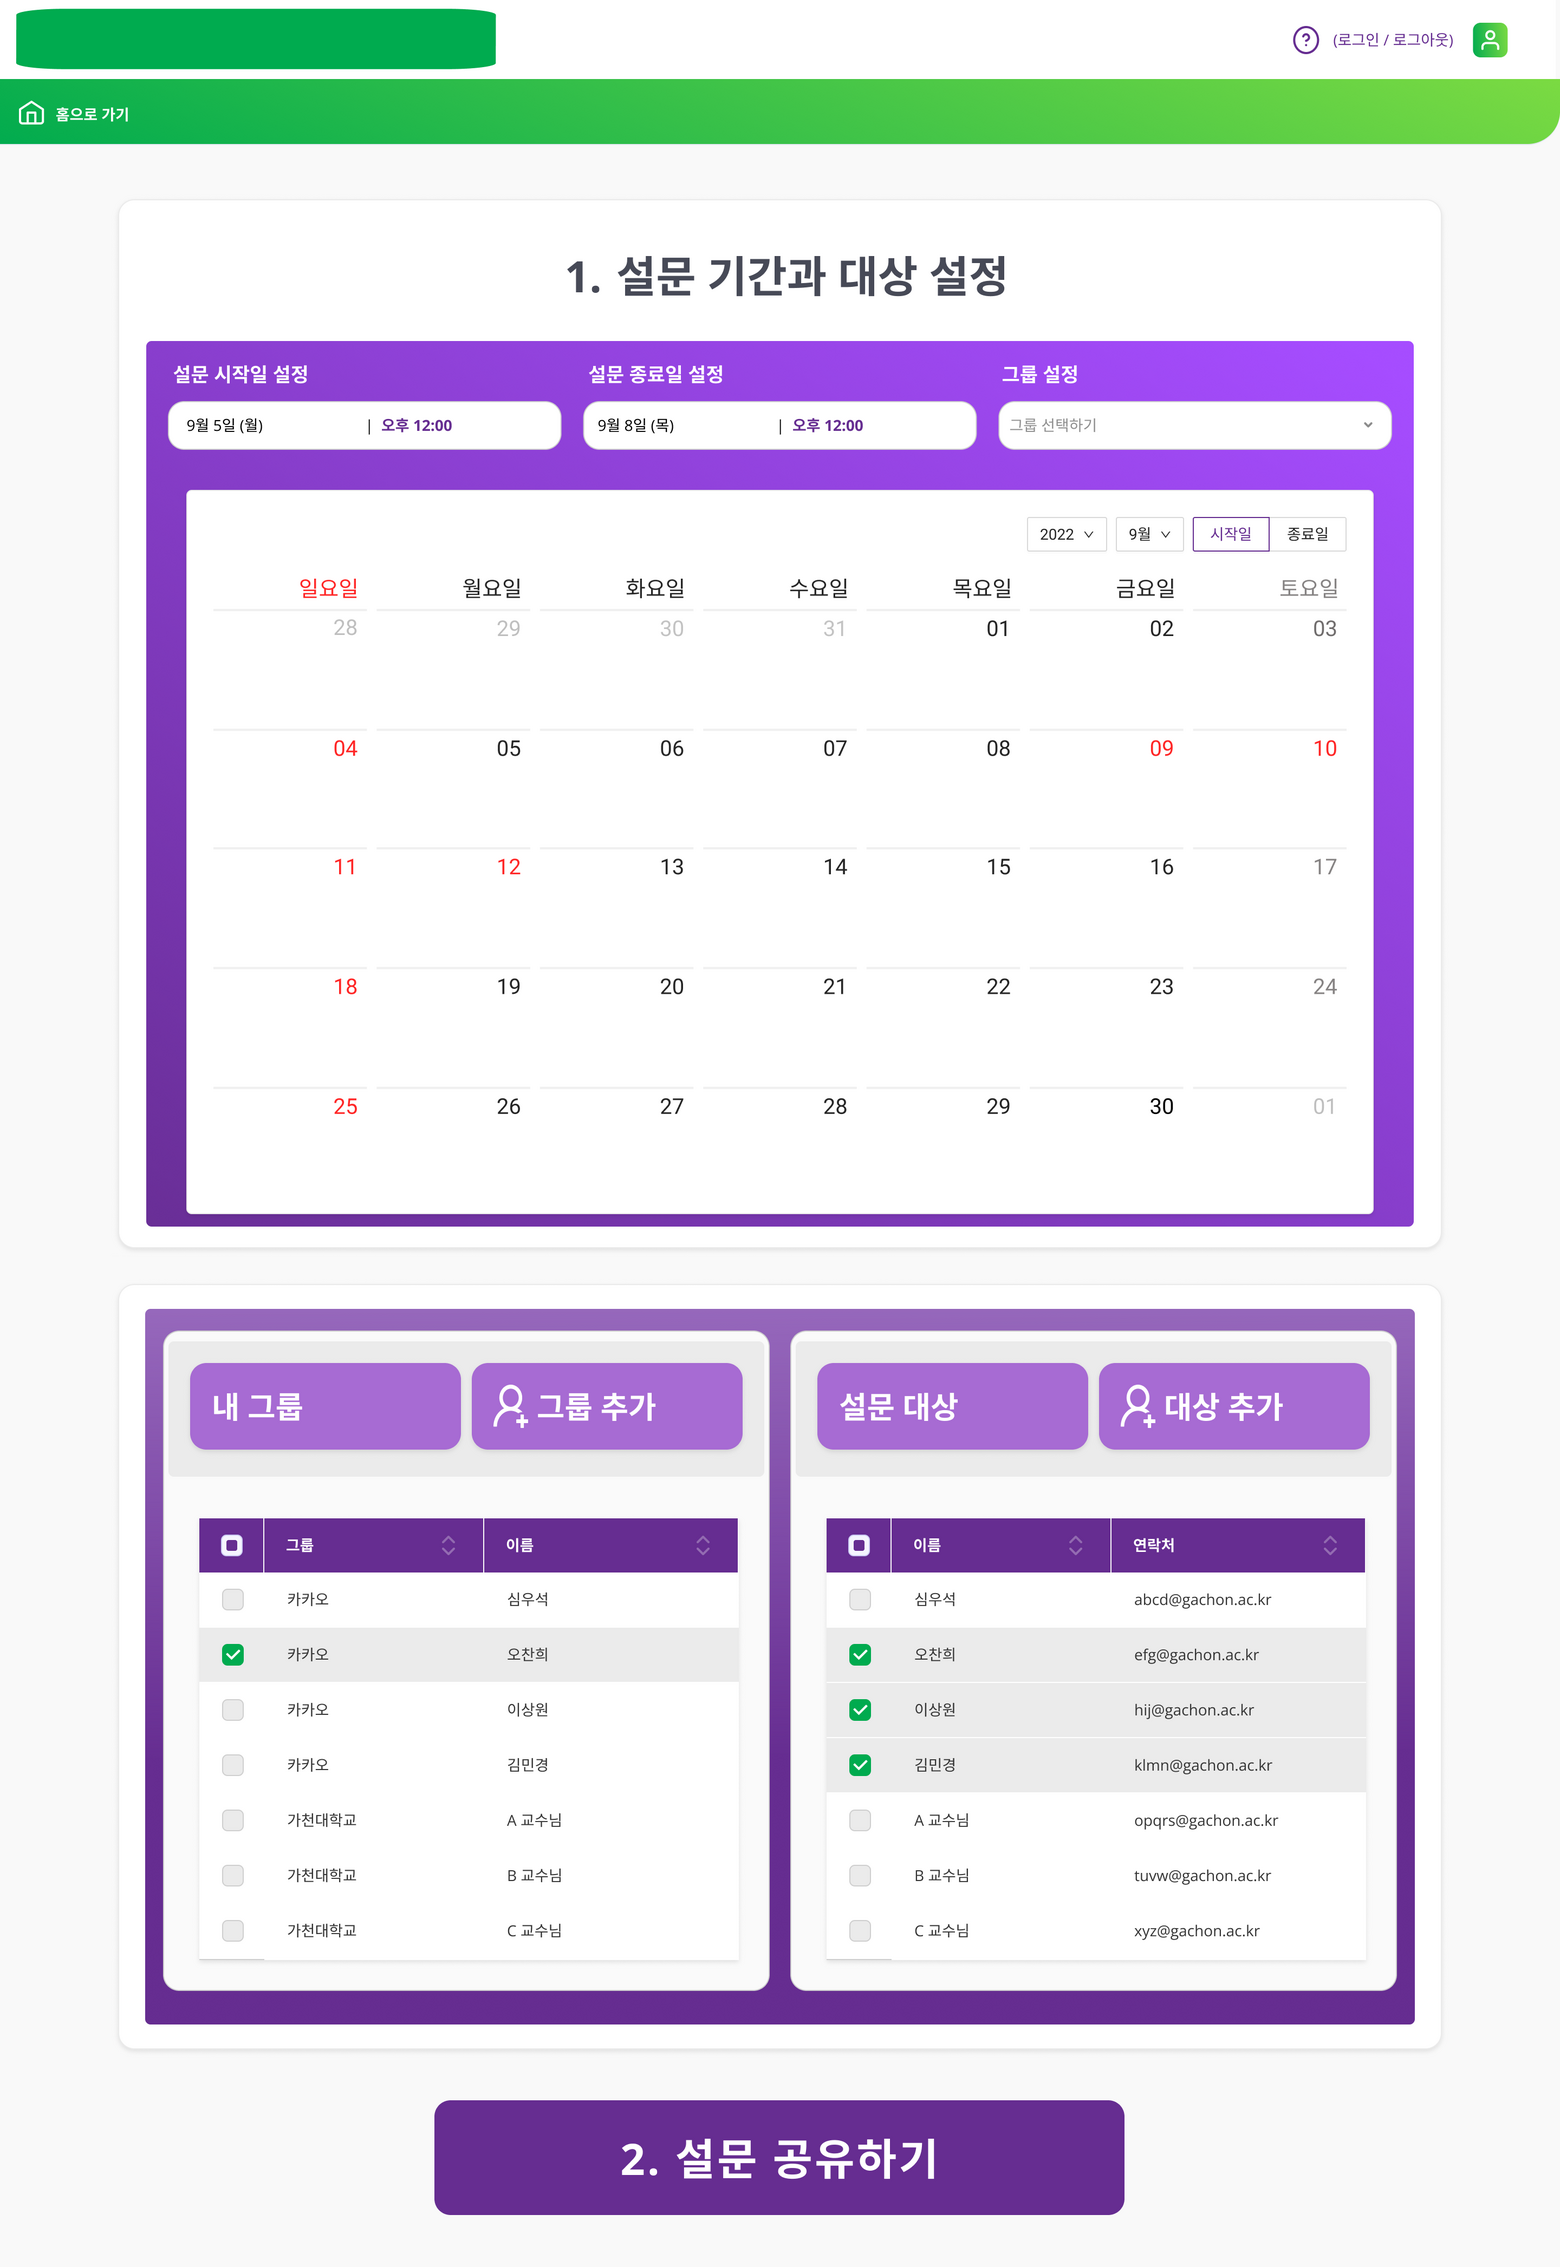 (로그인 / 로그아웃)
홈으로 가기
1. 설문 기간과 대상 설정
설문 시작일 설정 설문 종료일 설정 그룹 설정
9월 5일 (월) | 오후 12:00 9월 8일 (목) | 오후 12:00 그룹 선택하기
2022 9월 시작일 종료일
일요일 월요일 화요일 수요일 목요일 금요일 토요일
28 29 30 31 01 02 03
04 05 06 07 08 09 10
11 12 13 14 15 16 17
18 19 20 21 22 23 24
25 26 27 28 29 30 01
내 그룹 그룹 추가 설문 대상 대상 추가
그룹 이름 이름 연락처
카카오 심우석 심우석 abcd@gachon.ac.kr
카카오 오찬희 오찬희 efg@gachon.ac.kr
카카오 이상원 이상원 hij@gachon.ac.kr
카카오 김민경 김민경 klmn@gachon.ac.kr
가천대학교 A 교수님 A 교수님 opqrs@gachon.ac.kr
가천대학교 B 교수님 B 교수님 tuvw@gachon.ac.kr
가천대학교 C 교수님 C 교수님 xyz@gachon.ac.kr
2. 설문 공유하기